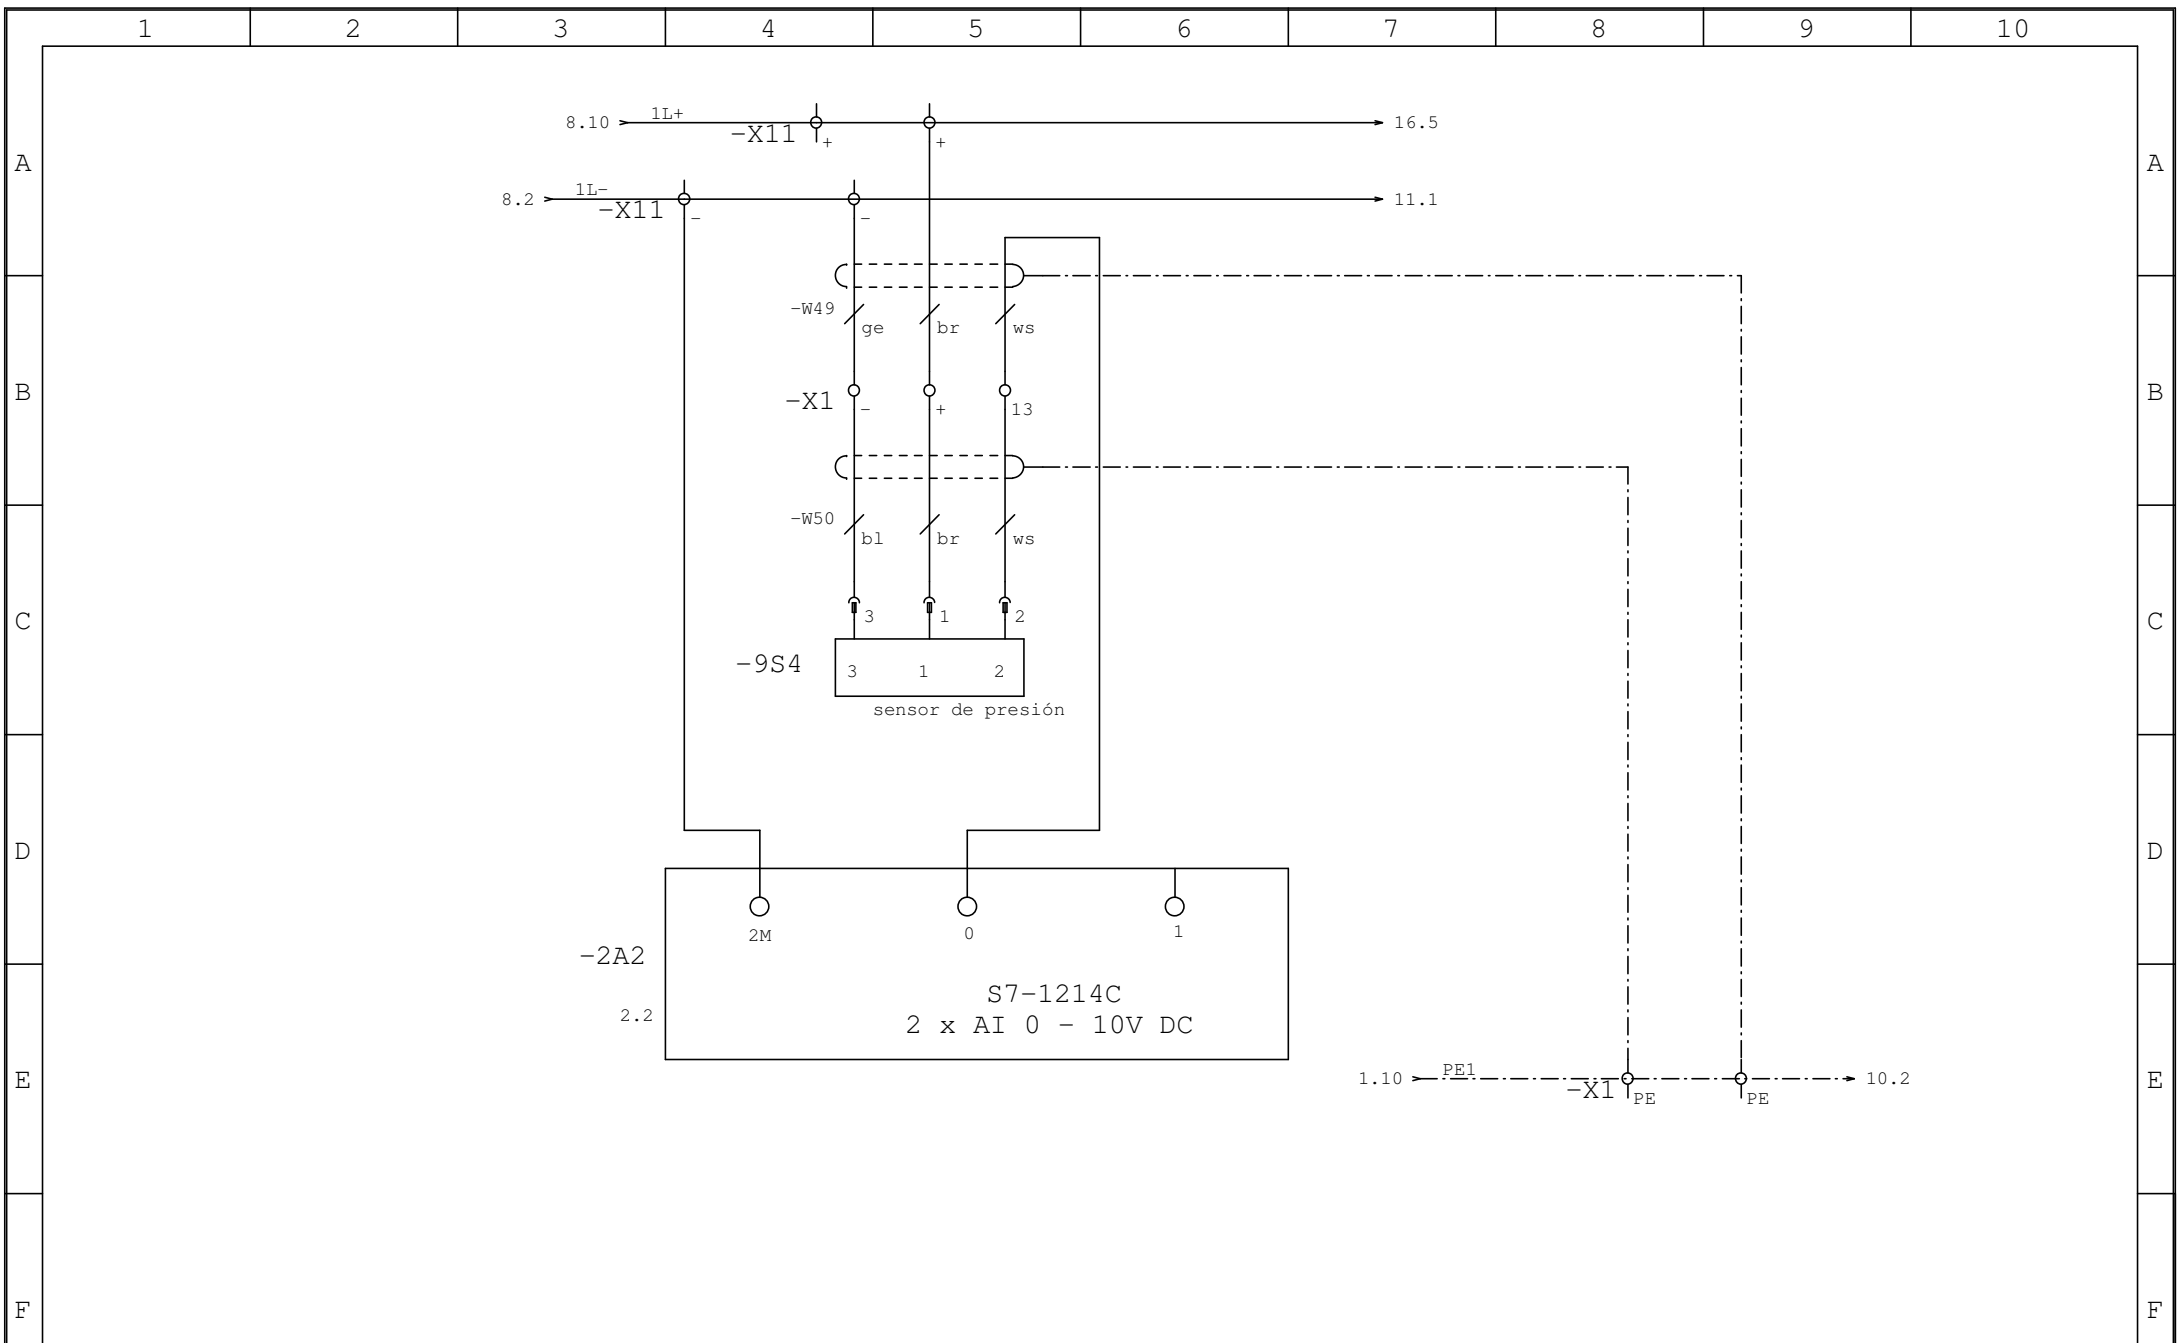 1 2 3 4 5 6 7 8 9 10
8.10 1L+ -X11 + + 16.5
A A
8.2 1L- -X11 - - 11.1
-W49 ge br ws
B -X1 - + 13 B
-W50 bl br ws
3 1 2
C C
-9S4 3 1 2
sensor de presión
D D
2M 0 1
-2A2
S7-1214C
2.2
2 x AI 0 - 10V DC
E 1.10 PE1 -X1 PE PE 10.2 E
F F